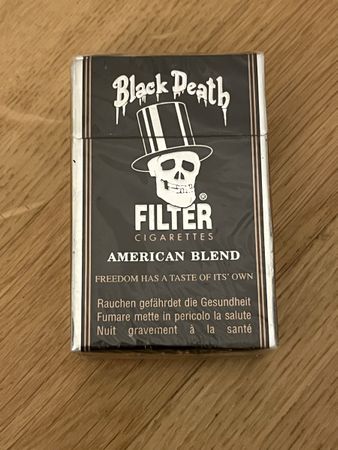 Black Death
FILTER®
CIGARETTES
AMERICAN BLEND
FREEDOM HAS A TASTE OF ITS' OWN
Rauchen gefährdet die Gesundheit
Fumare mette in pericolo la salute
Nuit gravement à la santé